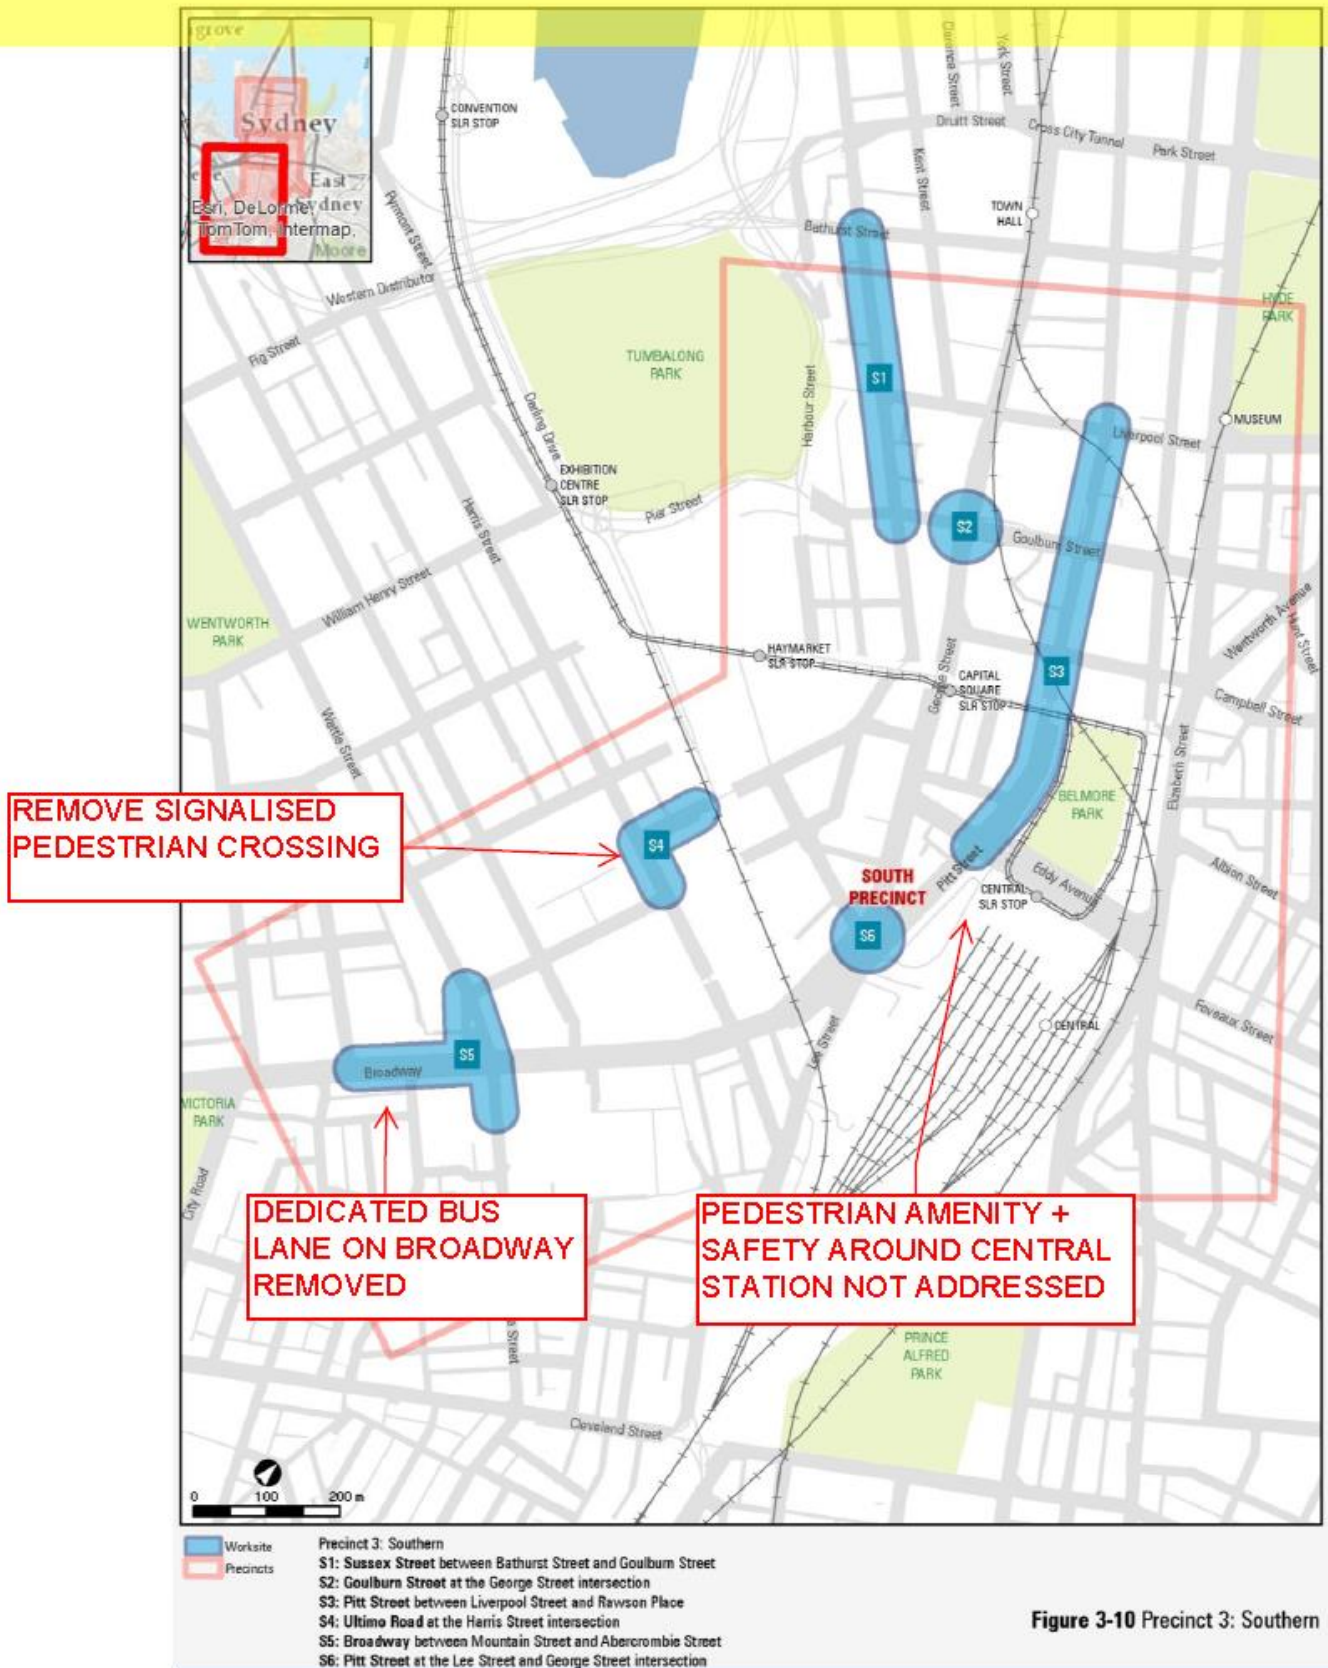 grove
Sydney
East
Sydney
Esri, DeLorme,
TomTom, Intermap,
Moore
CONVENTION
SLR STOP
Clarence Street
York Street
Druitt Street
Cross City Tunnel
Park Street
Kent Street
TOWN
HALL
Pyrmont Street
Bathurst Street
Western Distributor
HYDE
PARK
Fig Street
TUMBALONG
PARK
S1
Harbour Street
Darling Drive
MUSEUM
Liverpool Street
EXHIBITION
CENTRE
SLR STOP
Pier Street
Harris Street
S2
Goulburn Street
William Henry Street
WENTWORTH
PARK
Wentworth Avenue
Hunt Street
HAYMARKET
SLR STOP
George Street
CAPITAL
SQUARE
SLR STOP
S3
Campbell Street
Wattle Street
Elizabeth Street
BELMORE
PARK
REMOVE SIGNALISED
PEDESTRIAN CROSSING
S4
SOUTH
PRECINCT
Pitt Street
Eddy Avenue
CENTRAL
SLR STOP
Albion Street
S6
CENTRAL
Foveaux Street
Lee Street
S5
Broadway
VICTORIA
PARK
City Road
DEDICATED BUS
LANE ON BROADWAY
REMOVED
PEDESTRIAN AMENITY +
SAFETY AROUND CENTRAL
STATION NOT ADDRESSED
Street
PRINCE
ALFRED
PARK
Cleveland Street
0 100 200 m
Worksite
Precincts
Precinct 3: Southern
S1: Sussex Street between Bathurst Street and Goulburn Street
S2: Goulburn Street at the George Street intersection
S3: Pitt Street between Liverpool Street and Rawson Place
S4: Ultimo Road at the Harris Street intersection
S5: Broadway between Mountain Street and Abercrombie Street
S6: Pitt Street at the Lee Street and George Street intersection
Figure 3-10 Precinct 3: Southern